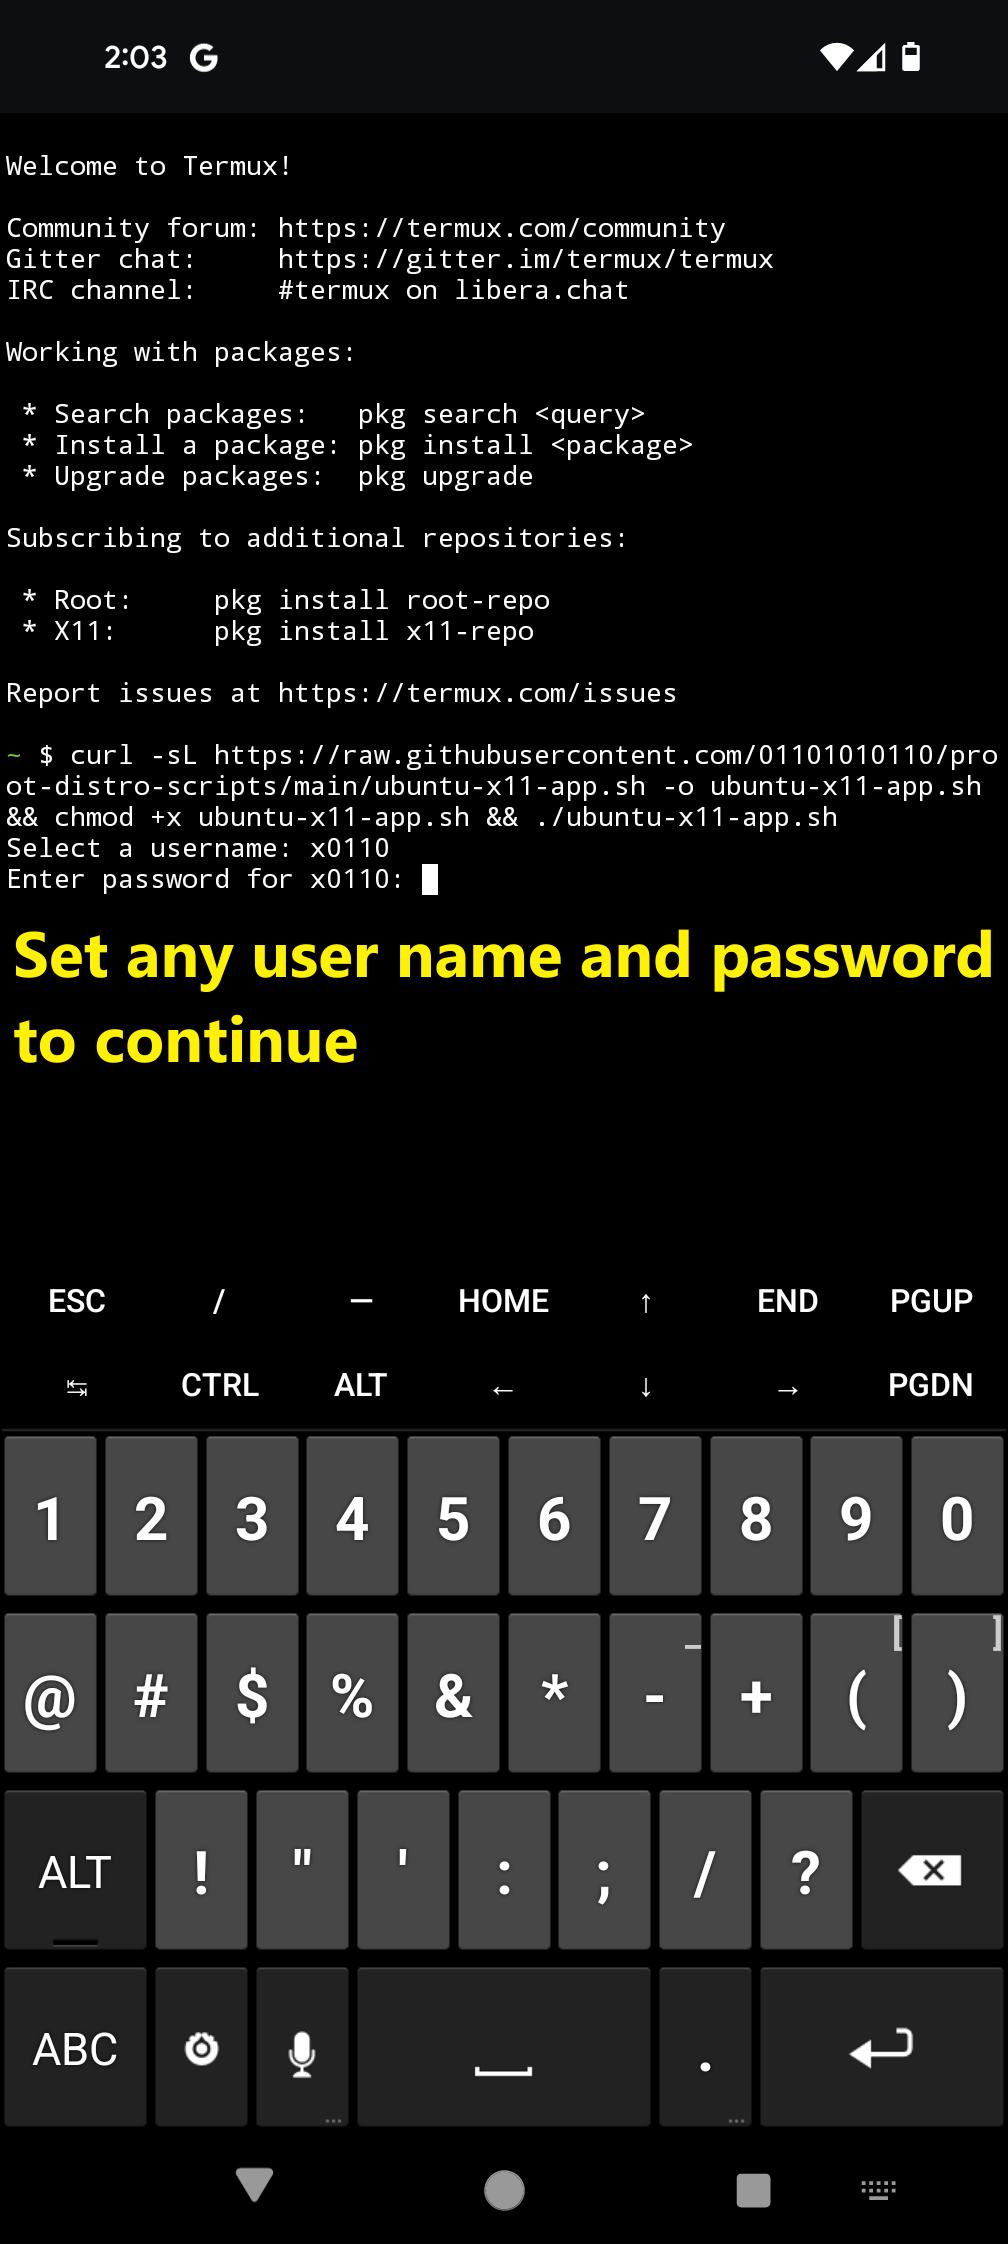 2:03 G
Welcome to Termux!
Community forum: https://termux.com/community
Gitter chat:     https://gitter.im/termux/termux
IRC channel:     #termux on libera.chat
Working with packages:
 * Search packages:   pkg search <query>
 * Install a package: pkg install <package>
 * Upgrade packages:  pkg upgrade
Subscribing to additional repositories:
 * Root:     pkg install root-repo
 * X11:      pkg install x11-repo
Report issues at https://termux.com/issues
~ $ curl -sL https://raw.githubusercontent.com/01101010110/pro
ot-distro-scripts/main/ubuntu-x11-app.sh -o ubuntu-x11-app.sh
&& chmod +x ubuntu-x11-app.sh && ./ubuntu-x11-app.sh
Select a username: x0110
Enter password for x0110:
Set any user name and password
to continue
ESC / — HOME ↑ END PGUP
↹ CTRL ALT ← ↓ → PGDN
1 2 3 4 5 6 7 8 9 0
@ # $ % & * - _ + ( [ ) ]
ALT ! " ' : ; / ?
ABC .